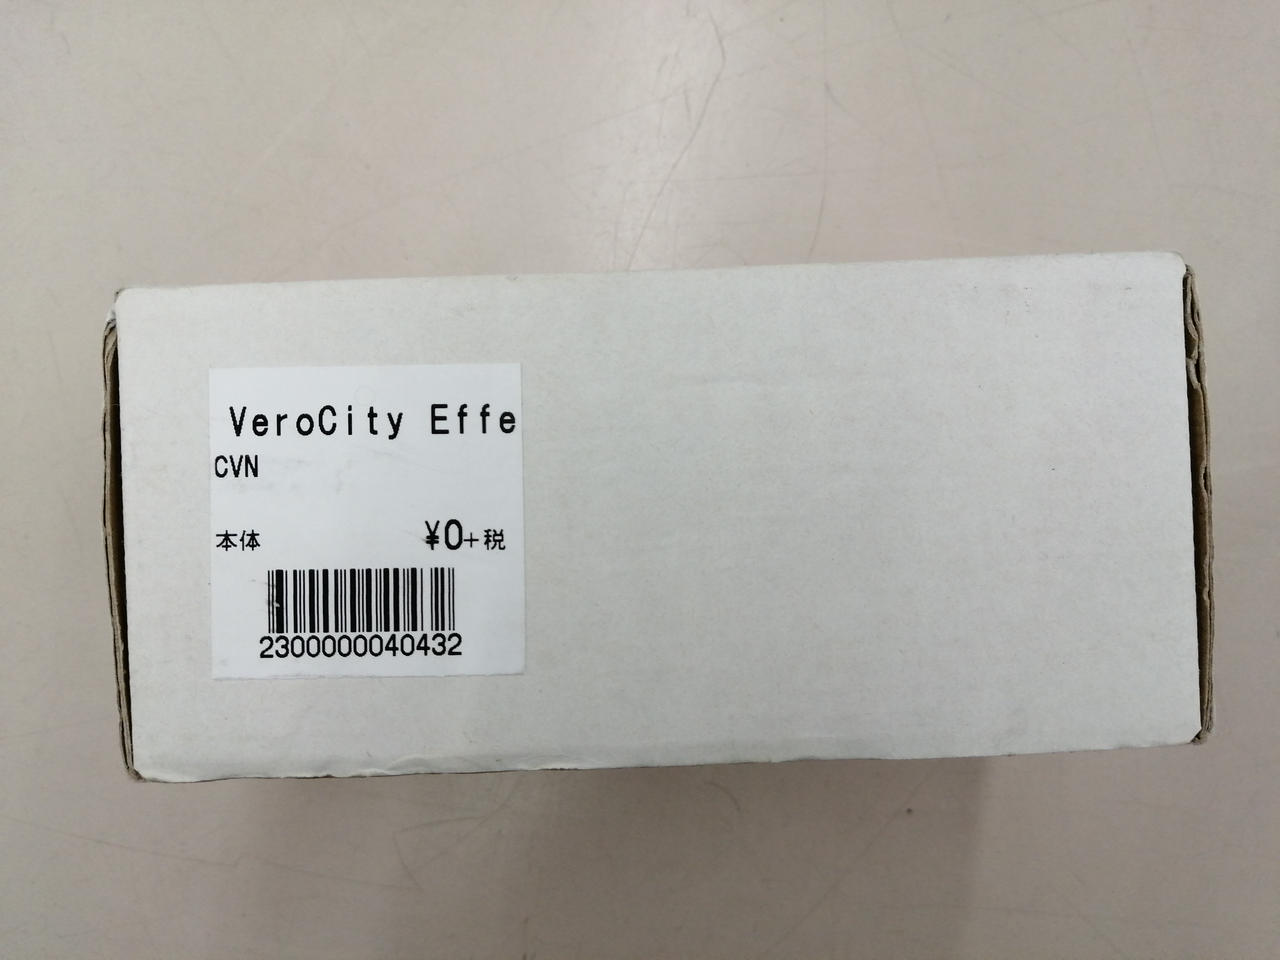 VeroCity Effe
CVN
本体 ¥0+税
2300000040432